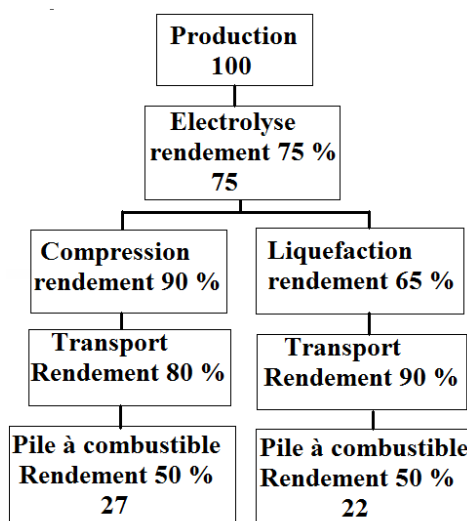 Production
100
Electrolyse
rendement 75 %
75
Compression
rendement 90 %
Liquefaction
rendement 65 %
Transport
Rendement 80 %
Transport
Rendement 90 %
Pile à combustible
Rendement 50 %
27
Pile à combustible
Rendement 50 %
22